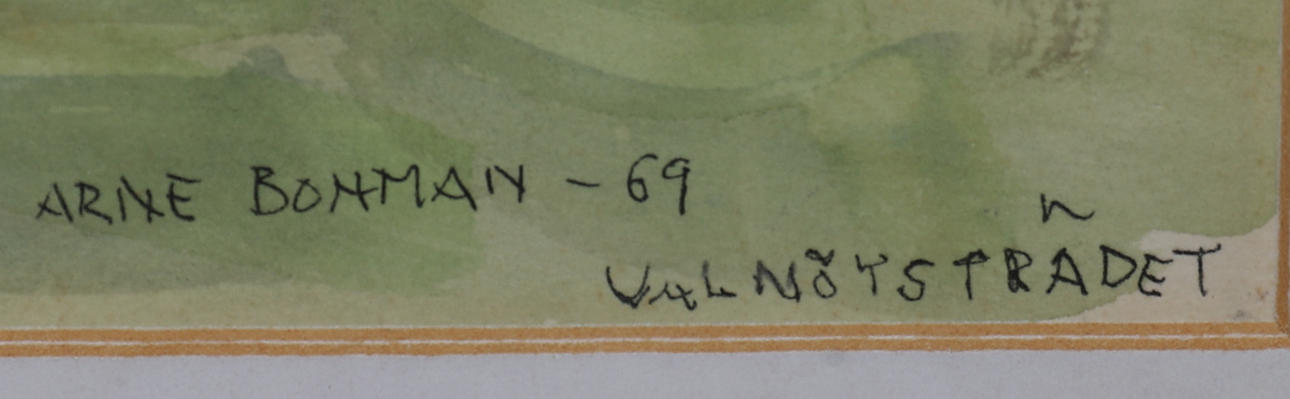 ARNE BOHMAN - 69
VALNÖTSTRÄDET